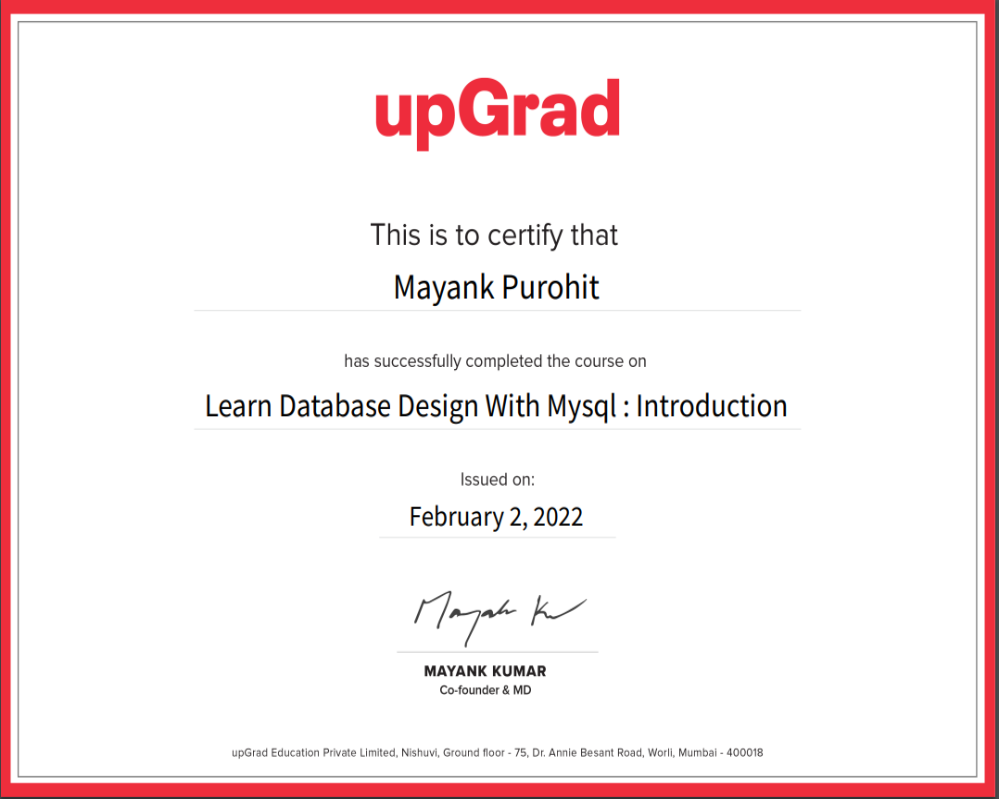 upGrad
This is to certify that
Mayank Purohit
has successfully completed the course on
Learn Database Design With Mysql : Introduction
Issued on:
February 2, 2022
Mayank Ku
MAYANK KUMAR
Co-founder & MD
upGrad Education Private Limited, Nishuvi, Ground floor - 75, Dr. Annie Besant Road, Worli, Mumbai - 400018